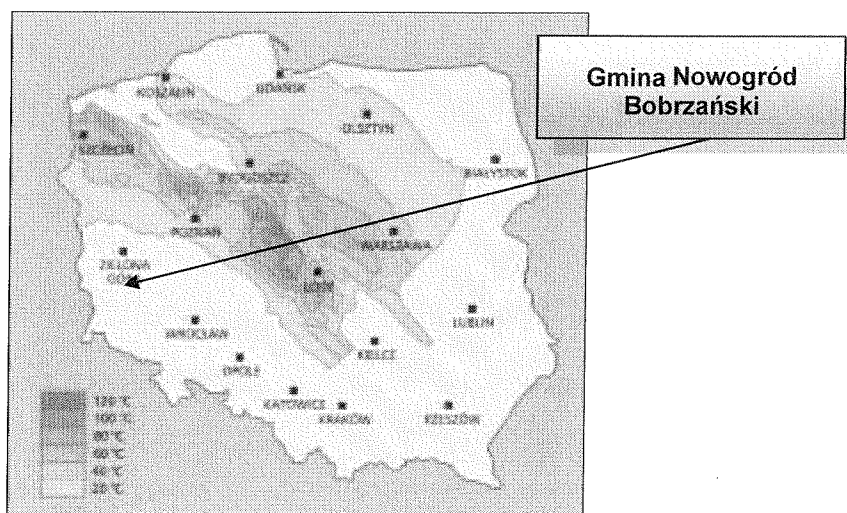 Gmina Nowogród
Bobrzański
KOSZALIN
GDAŃSK
OLSZTYN
SZCZECIN
BYDGOSZCZ
BIAŁYSTOK
POZNAŃ
WARSZAWA
ZIELONA
GÓRA
ŁÓDŹ
WROCŁAW
LUBLIN
KIELCE
OPOLE
KATOWICE
KRAKÓW
RZESZÓW
120 °C
100 °C
80 °C
60 °C
40 °C
20 °C